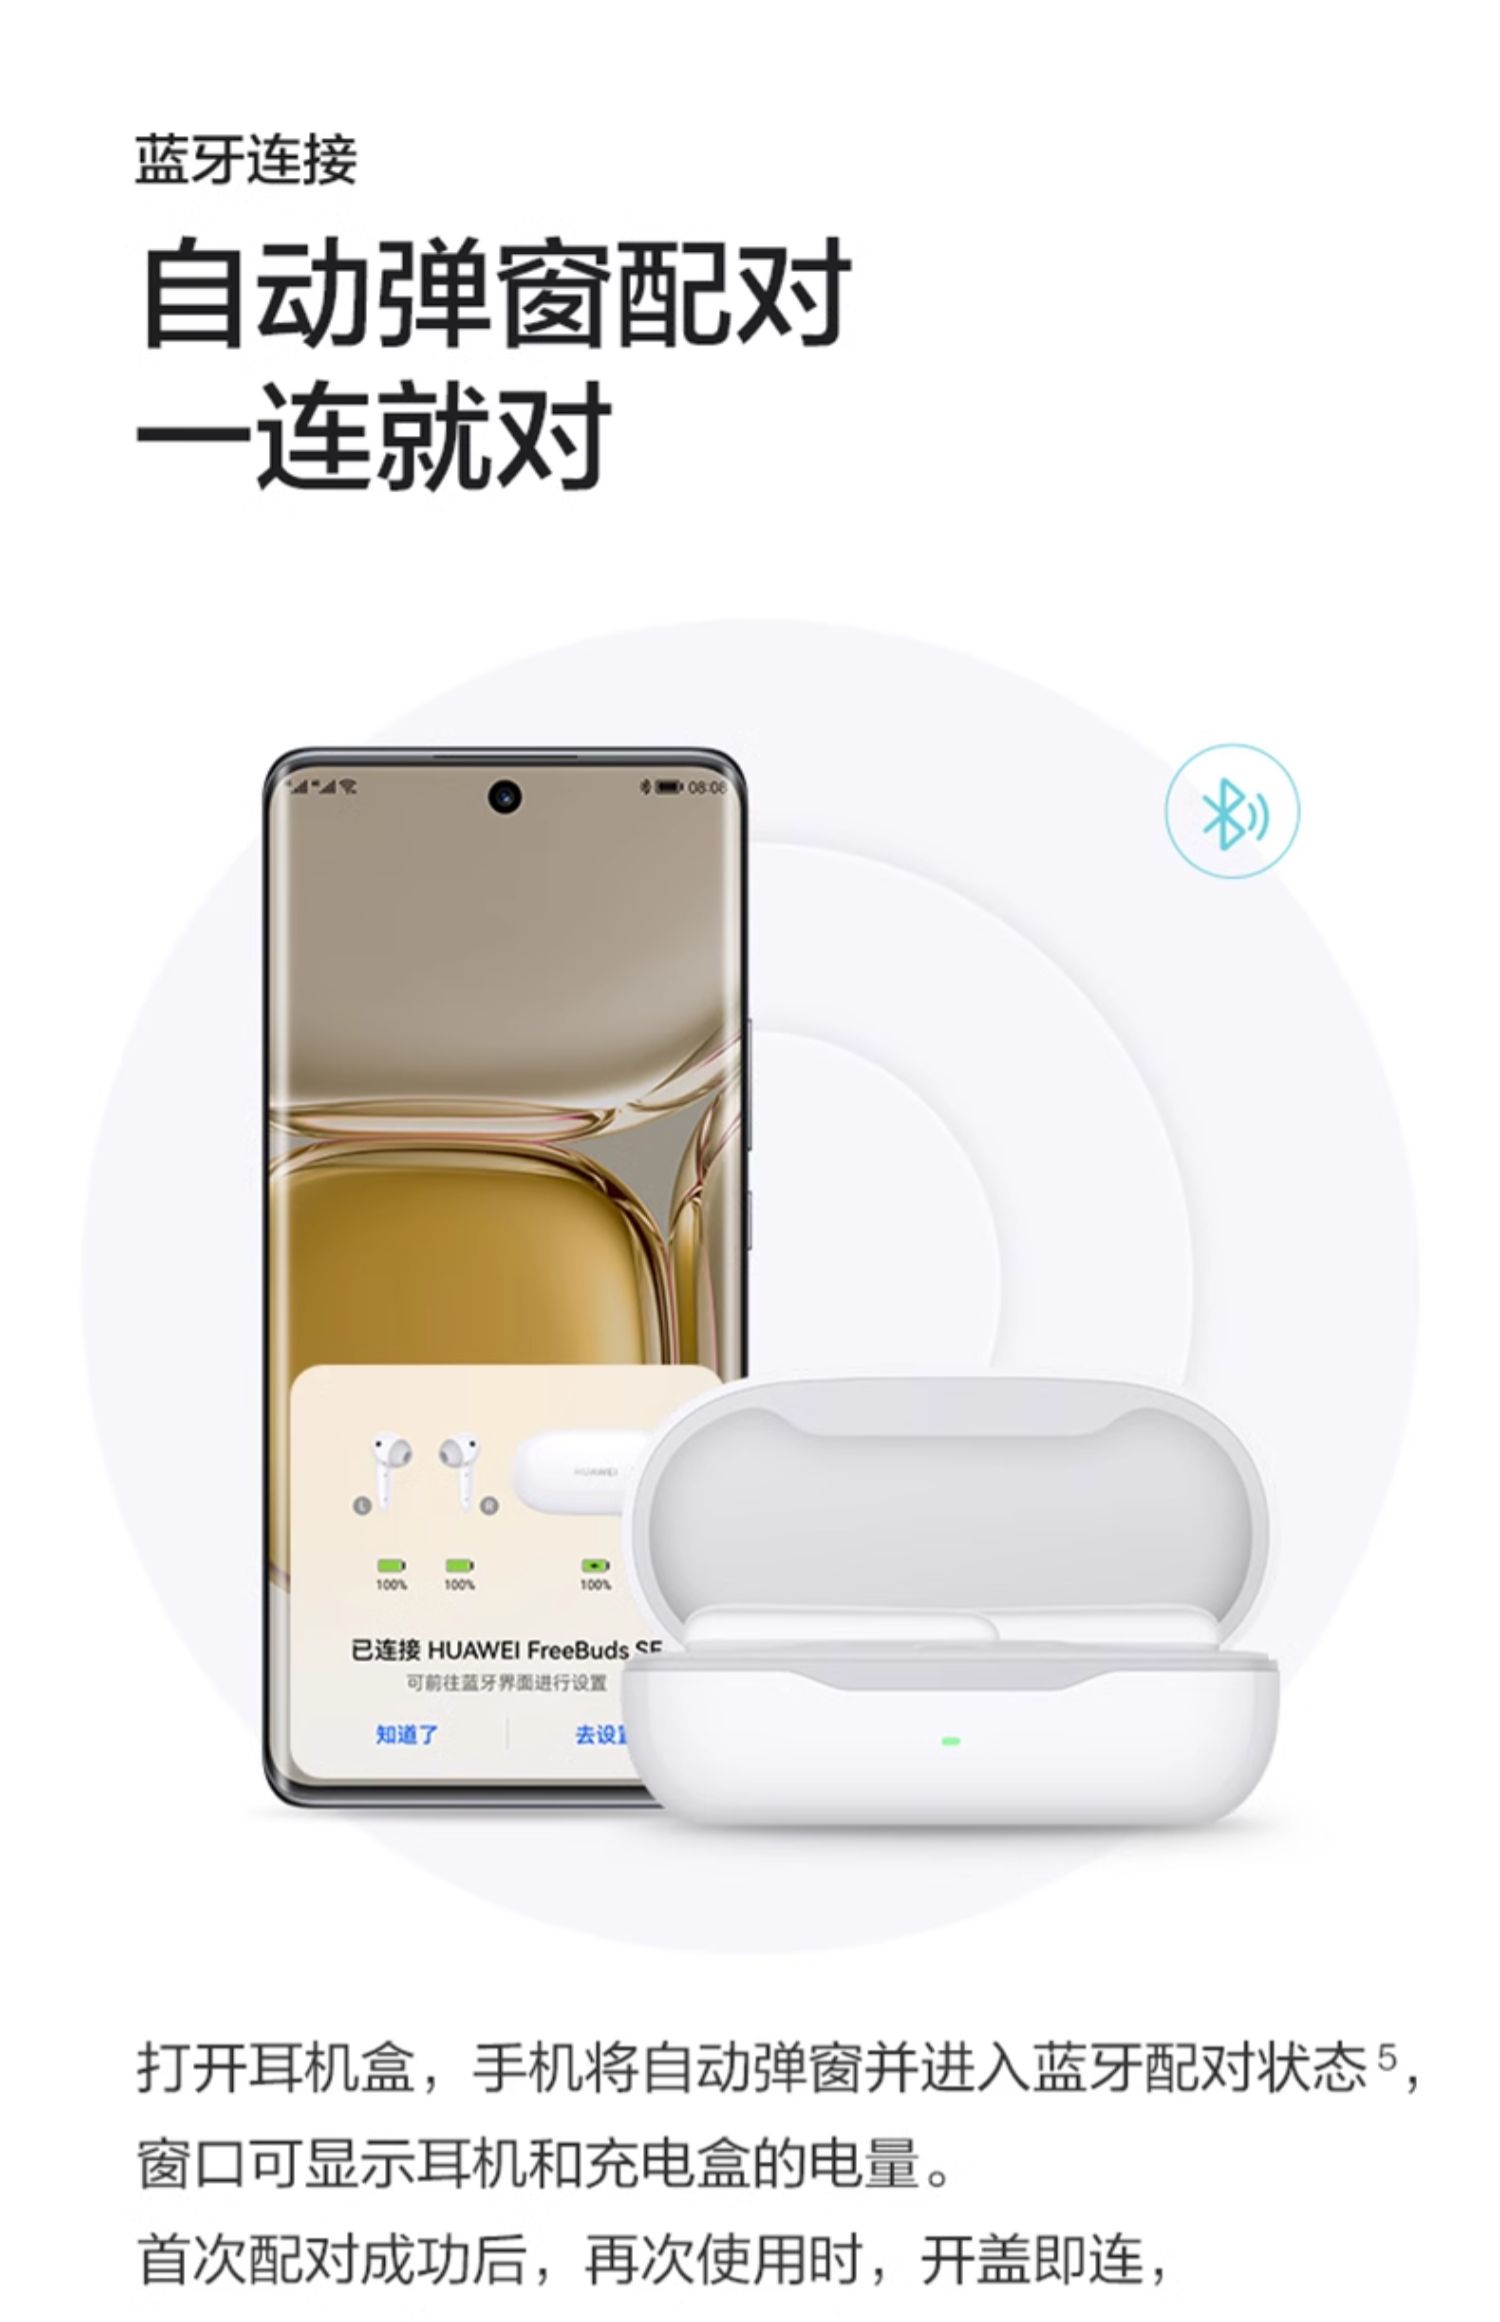 蓝牙连接
自动弹窗配对
一连就对
08:08
HUAWEI
L
R
100%
100%
100%
已连接 HUAWEI FreeBuds SE
可前往蓝牙界面进行设置
知道了
去设置
打开耳机盒，手机将自动弹窗并进入蓝牙配对状态⁵，
窗口可显示耳机和充电盒的电量。
首次配对成功后，再次使用时，开盖即连，